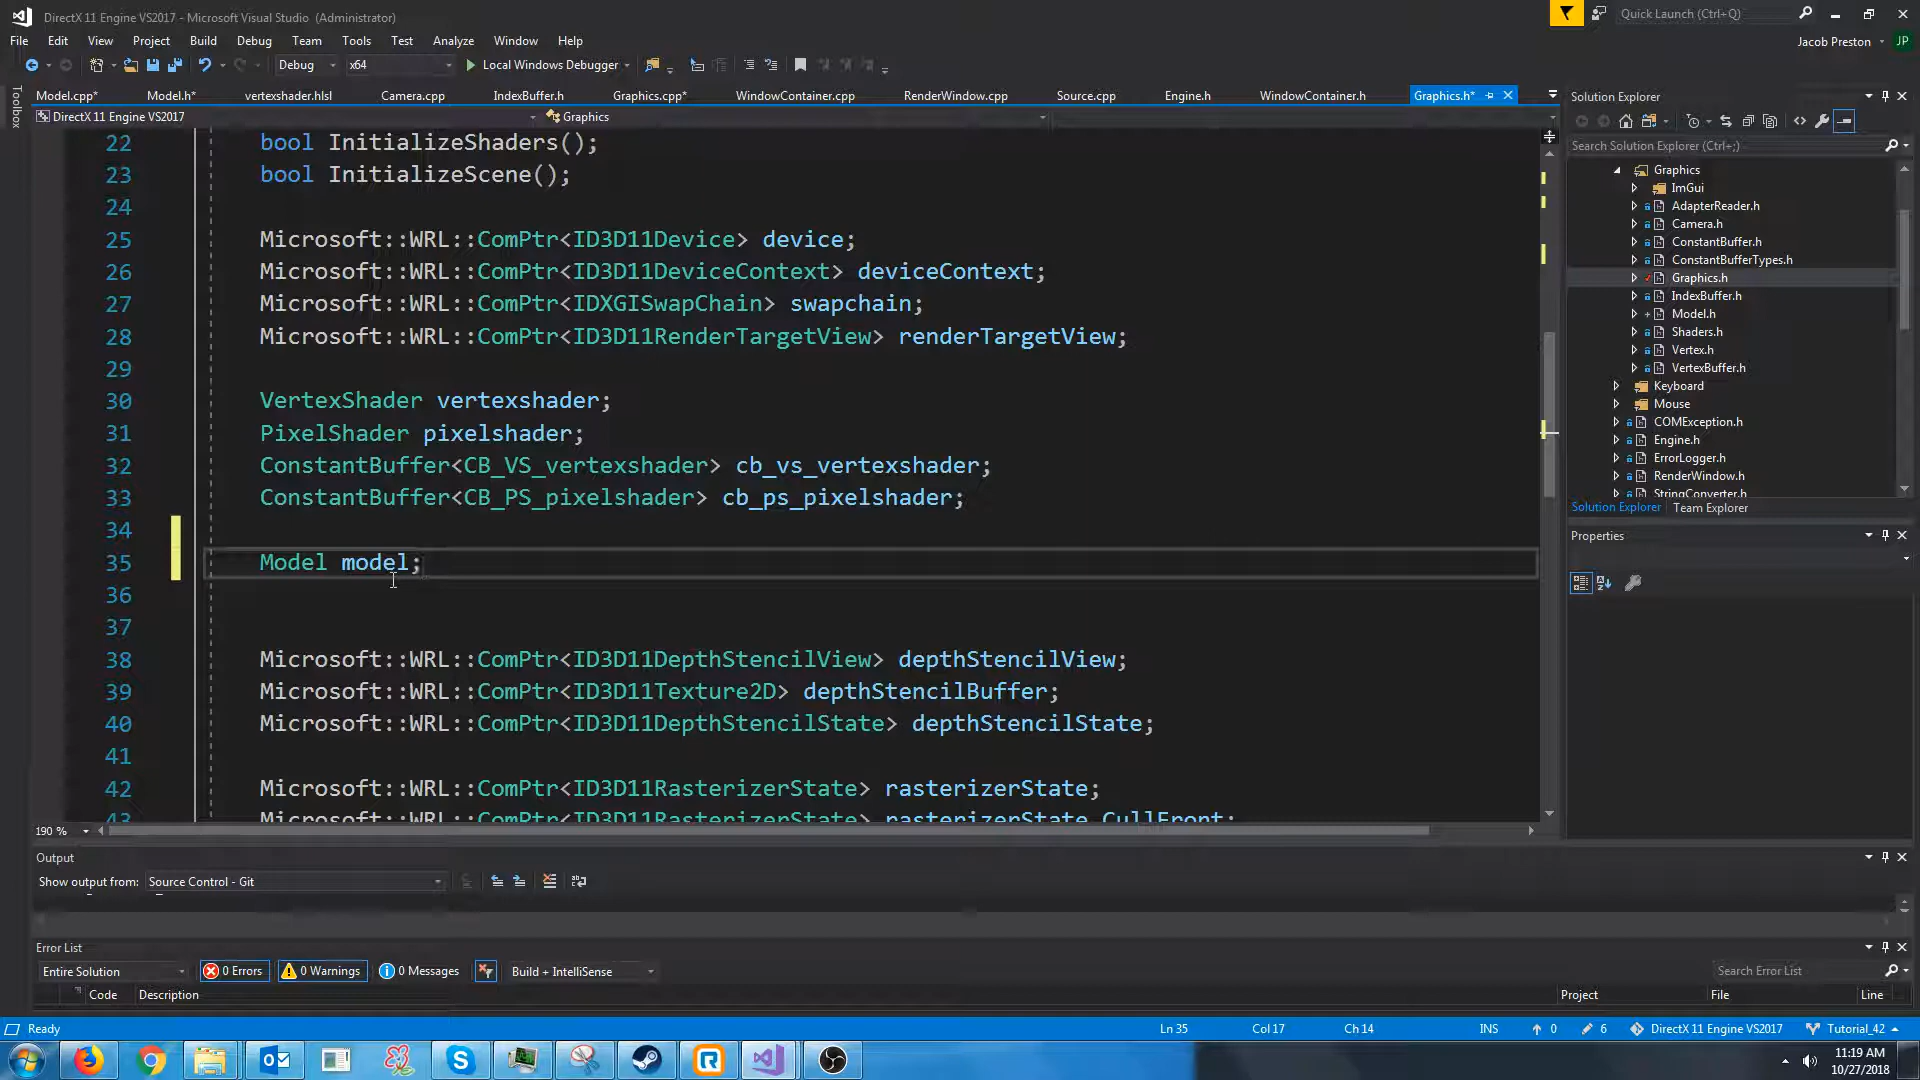 DirectX 11 Engine VS2017 - Microsoft Visual Studio (Administrator)
Quick Launch (Ctrl+Q)
File Edit View Project Build Debug Team Tools Test Analyze Window Help
Jacob Preston JP
Debug x64 Local Windows Debugger
Toolbox
Model.cpp* Model.h* vertexshader.hlsl Camera.cpp IndexBuffer.h Graphics.cpp* WindowContainer.cpp RenderWindow.cpp Source.cpp Engine.h WindowContainer.h Graphics.h*
DirectX 11 Engine VS2017 Graphics
22 bool InitializeShaders();
23 bool InitializeScene();
24
25 Microsoft::WRL::ComPtr<ID3D11Device> device;
26 Microsoft::WRL::ComPtr<ID3D11DeviceContext> deviceContext;
27 Microsoft::WRL::ComPtr<IDXGISwapChain> swapchain;
28 Microsoft::WRL::ComPtr<ID3D11RenderTargetView> renderTargetView;
29
30 VertexShader vertexshader;
31 PixelShader pixelshader;
32 ConstantBuffer<CB_VS_vertexshader> cb_vs_vertexshader;
33 ConstantBuffer<CB_PS_pixelshader> cb_ps_pixelshader;
34
35 Model model;
36
37
38 Microsoft::WRL::ComPtr<ID3D11DepthStencilView> depthStencilView;
39 Microsoft::WRL::ComPtr<ID3D11Texture2D> depthStencilBuffer;
40 Microsoft::WRL::ComPtr<ID3D11DepthStencilState> depthStencilState;
41
42 Microsoft::WRL::ComPtr<ID3D11RasterizerState> rasterizerState;
43 Microsoft::WRL::ComPtr<ID3D11RasterizerState> rasterizerState_CullFront;
190 %
Solution Explorer
Search Solution Explorer (Ctrl+;)
Graphics
ImGui
AdapterReader.h
Camera.h
ConstantBuffer.h
ConstantBufferTypes.h
Graphics.h
IndexBuffer.h
Model.h
Shaders.h
Vertex.h
VertexBuffer.h
Keyboard
Mouse
COMException.h
Engine.h
ErrorLogger.h
RenderWindow.h
StringConverter.h
Solution Explorer Team Explorer
Properties
Output
Show output from: Source Control - Git
Error List
Entire Solution 0 Errors 0 Warnings 0 Messages Build + IntelliSense Search Error List
Code Description Project File Line
Ready Ln 35 Col 17 Ch 14 INS 0 6 DirectX 11 Engine VS2017 Tutorial_42
11:19 AM
10/27/2018